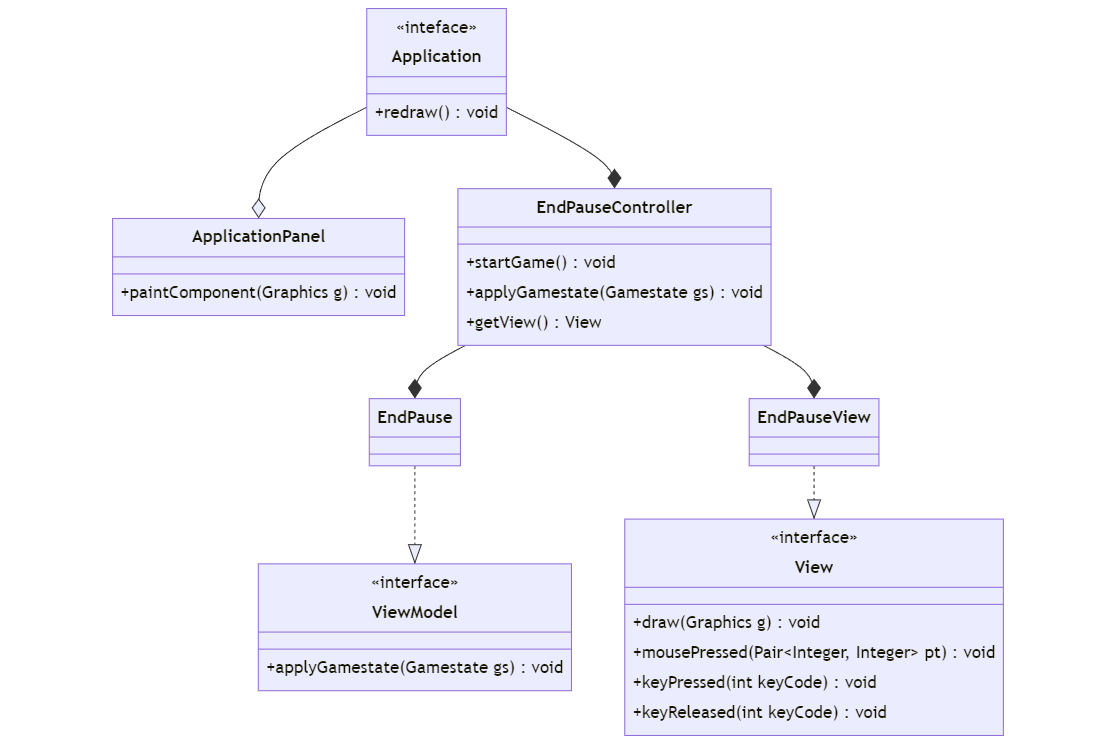 «inteface»
Application
+redraw() : void
ApplicationPanel
+paintComponent(Graphics g) : void
EndPauseController
+startGame() : void
+applyGamestate(Gamestate gs) : void
+getView() : View
EndPause
EndPauseView
«interface»
ViewModel
+applyGamestate(Gamestate gs) : void
«interface»
View
+draw(Graphics g) : void
+mousePressed(Pair<Integer, Integer> pt) : void
+keyPressed(int keyCode) : void
+keyReleased(int keyCode) : void